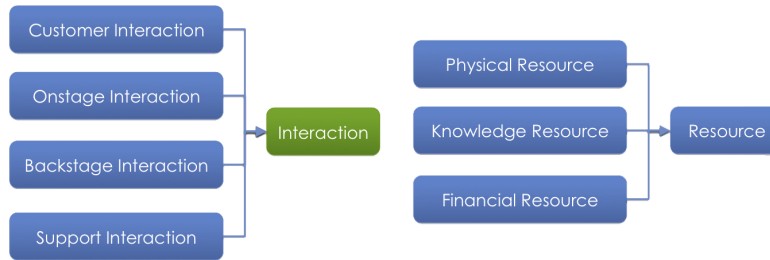 Customer Interaction
Onstage Interaction
Backstage Interaction
Support Interaction
Interaction
Physical Resource
Knowledge Resource
Financial Resource
Resource